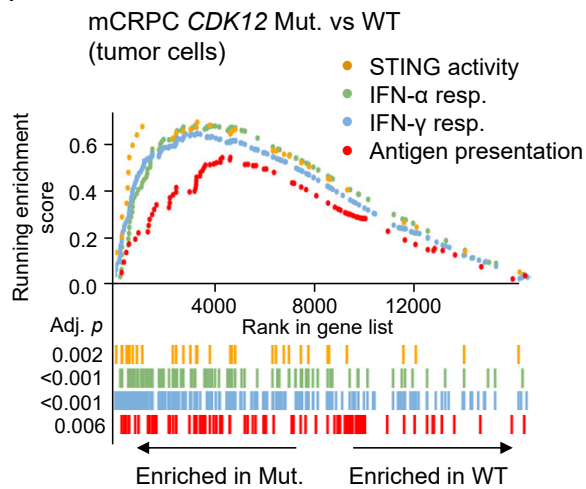 mCRPC CDK12 Mut. vs WT
(tumor cells)
STING activity
IFN-α resp.
IFN-γ resp.
Antigen presentation
Running enrichment
score
0.6
0.4
0.2
0.0
4000 8000 12000
Rank in gene list
Adj. p
0.002
<0.001
<0.001
0.006
Enriched in Mut. Enriched in WT